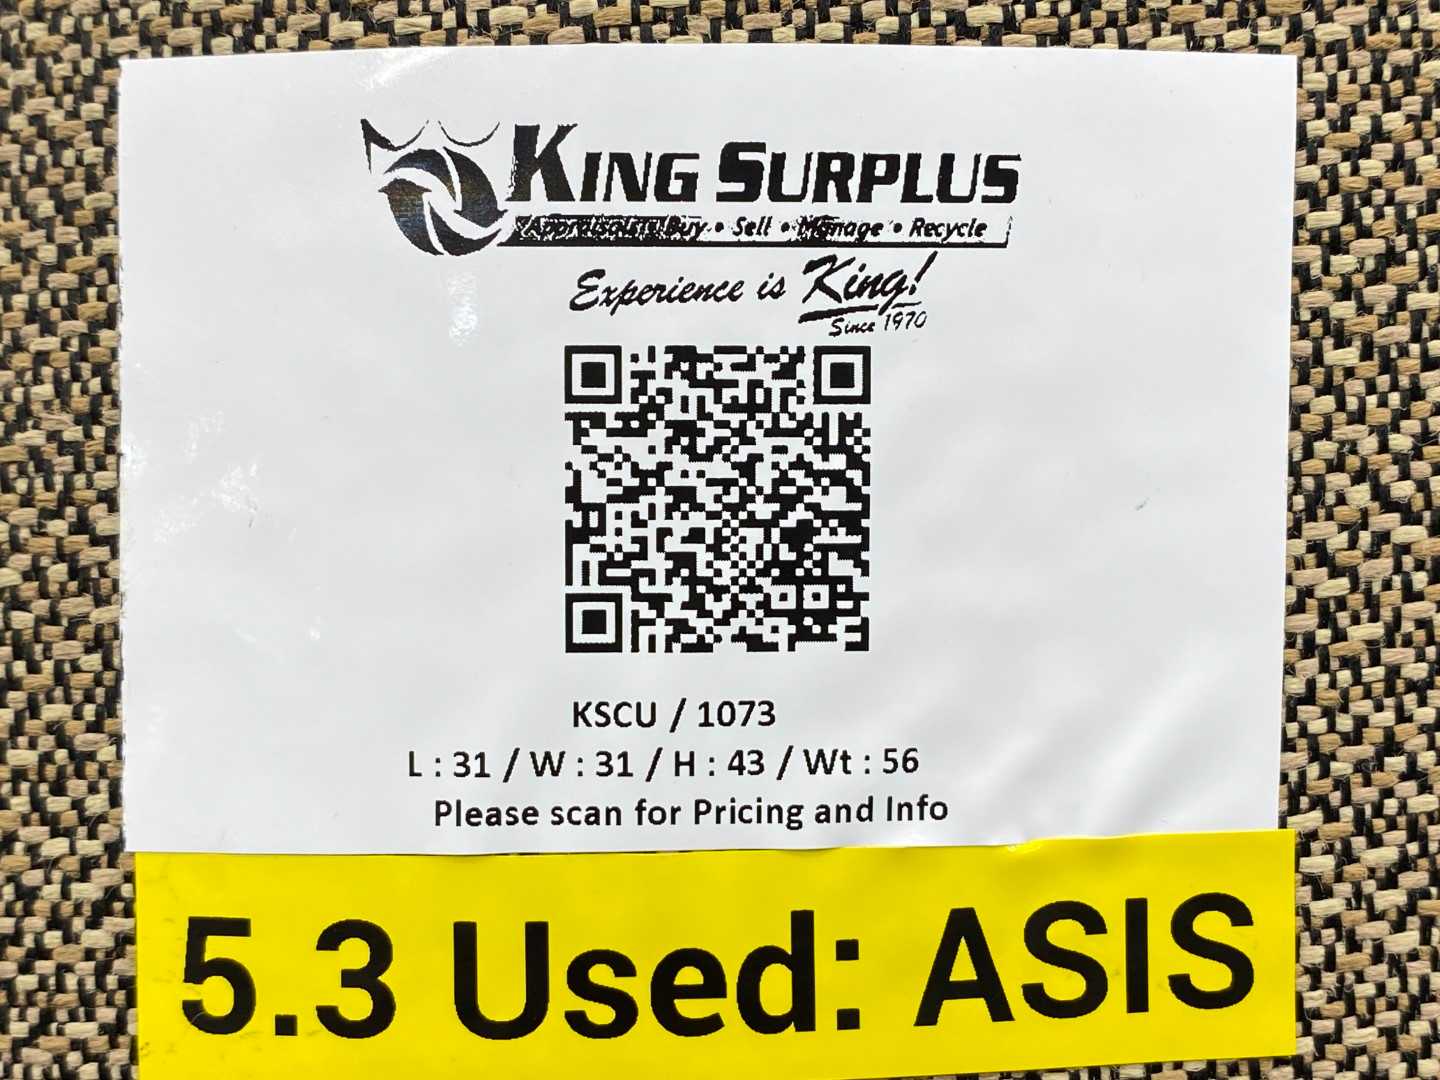 KING SURPLUS
Appraisals • Buy • Sell • Manage • Recycle
Experience is King!
Since 1970
KSCU / 1073
L : 31 / W : 31 / H : 43 / Wt : 56
Please scan for Pricing and Info
5.3 Used: ASIS